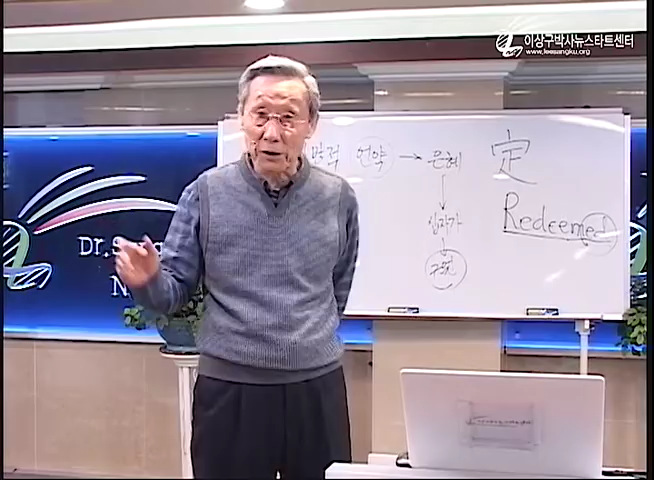 이상구박사뉴스타트센터
www.leesangku.org
언약 → 은혜
定
십자가
Redeemed
구원
Dr.S
N